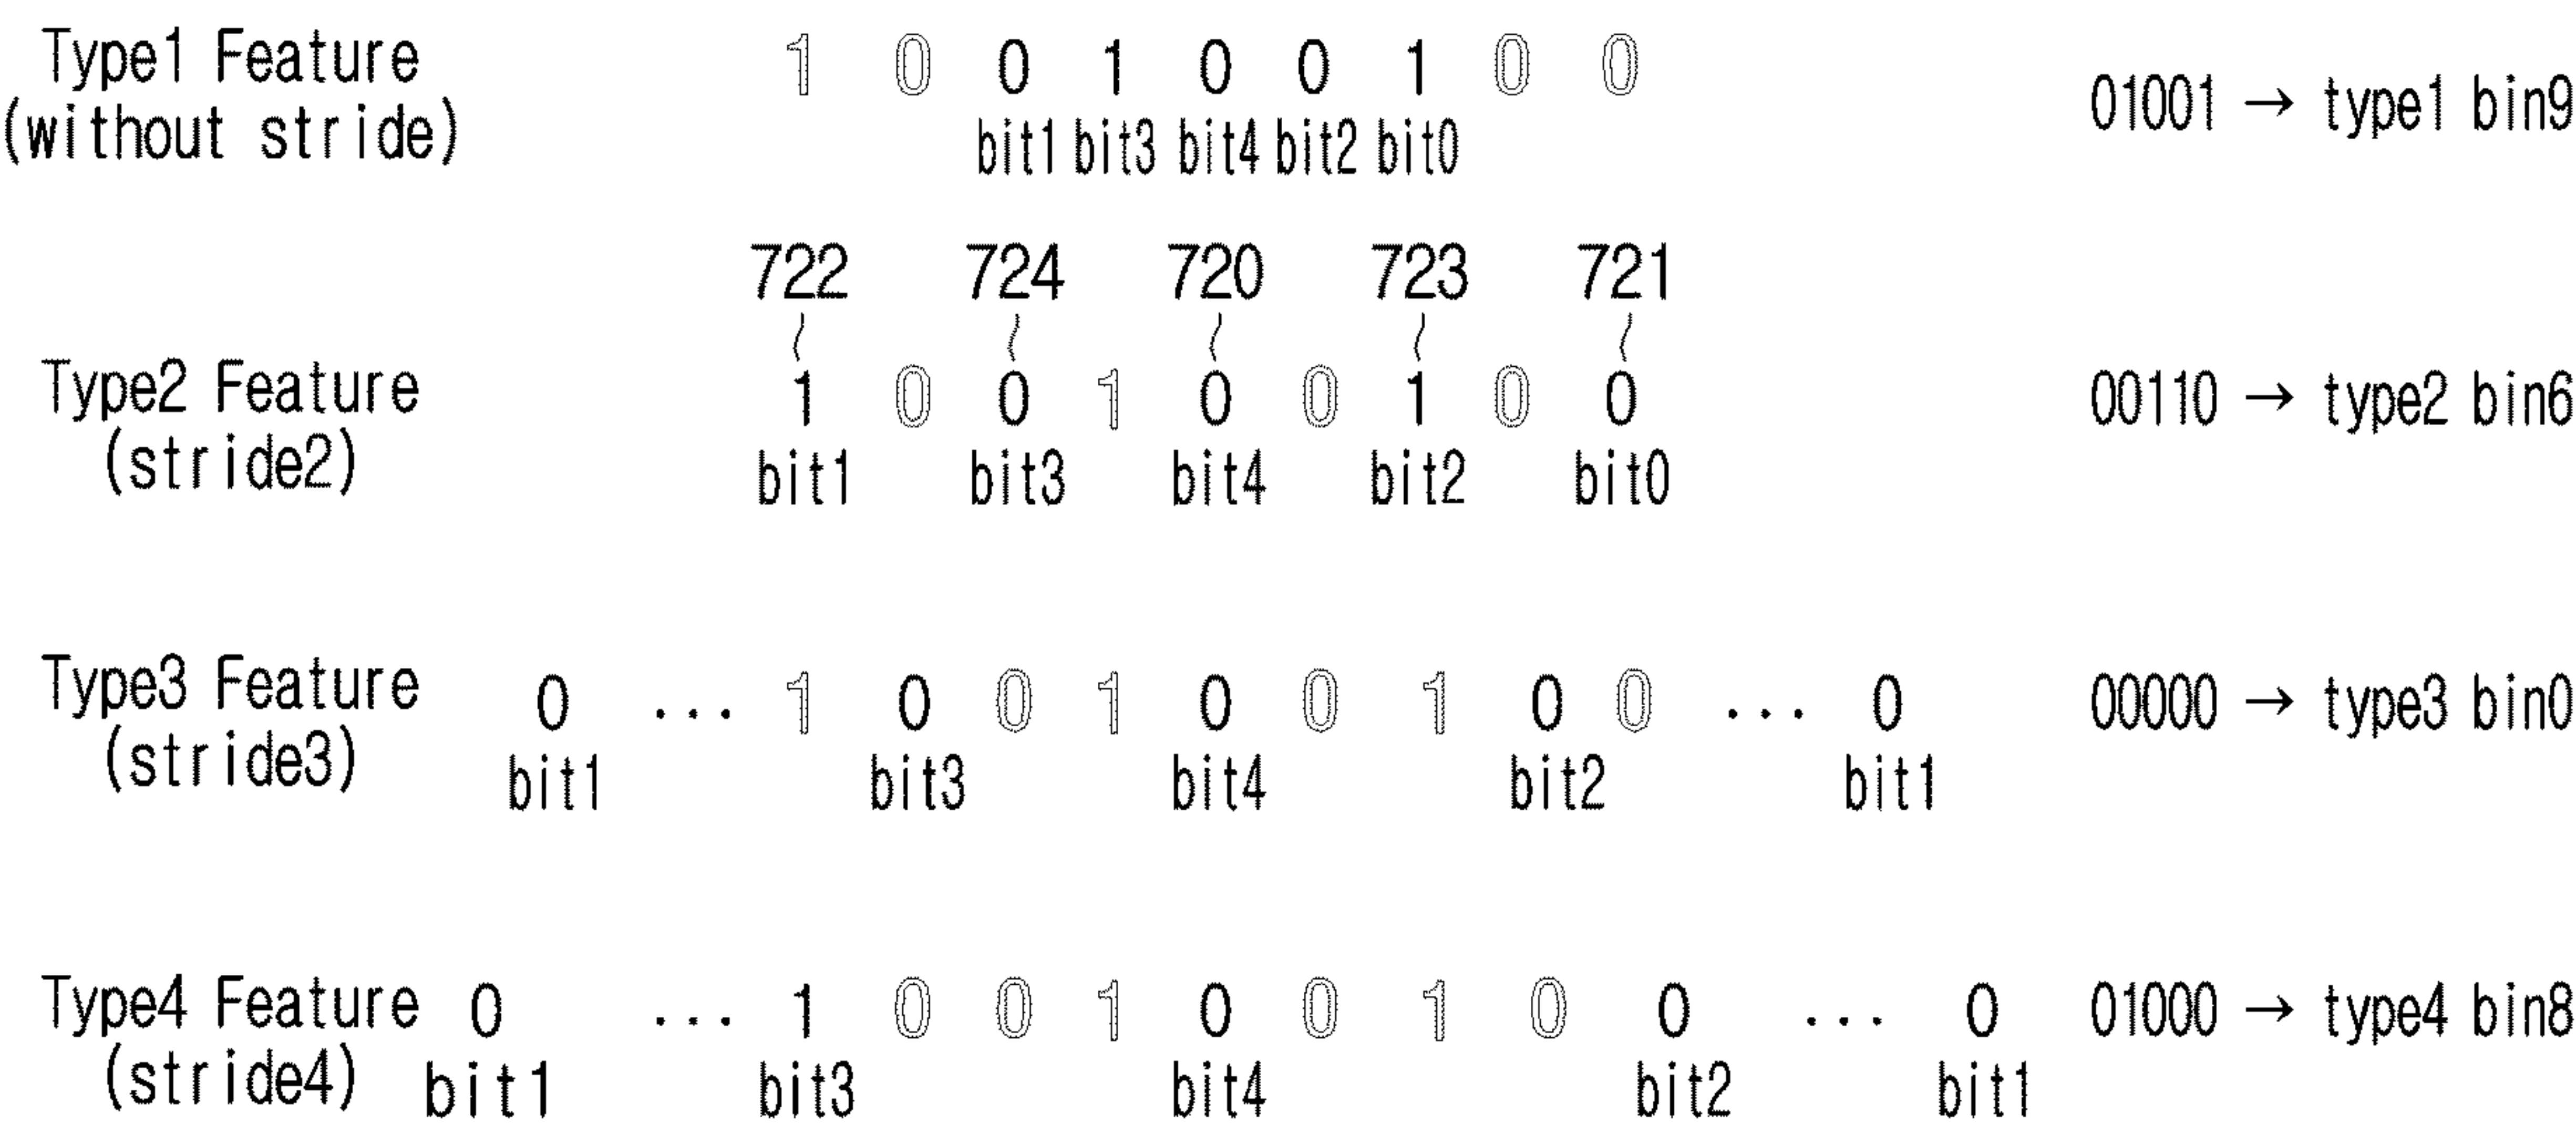 Type1 Feature 1 0 0 1 0 0 1 0 0
(without stride) bit1 bit3 bit4 bit2 bit0 01001 → type1 bin9
722 724 720 723 721
Type2 Feature 1 0 0 1 0 0 1 0 0 00110 → type2 bin6
(stride2) bit1 bit3 bit4 bit2 bit0
Type3 Feature 0 ... 1 0 0 1 0 0 1 0 0 ... 0 00000 → type3 bin0
(stride3) bit1 bit3 bit4 bit2 bit1
Type4 Feature 0 ... 1 0 0 1 0 0 1 0 0 ... 0 01000 → type4 bin8
(stride4) bit1 bit3 bit4 bit2 bit1